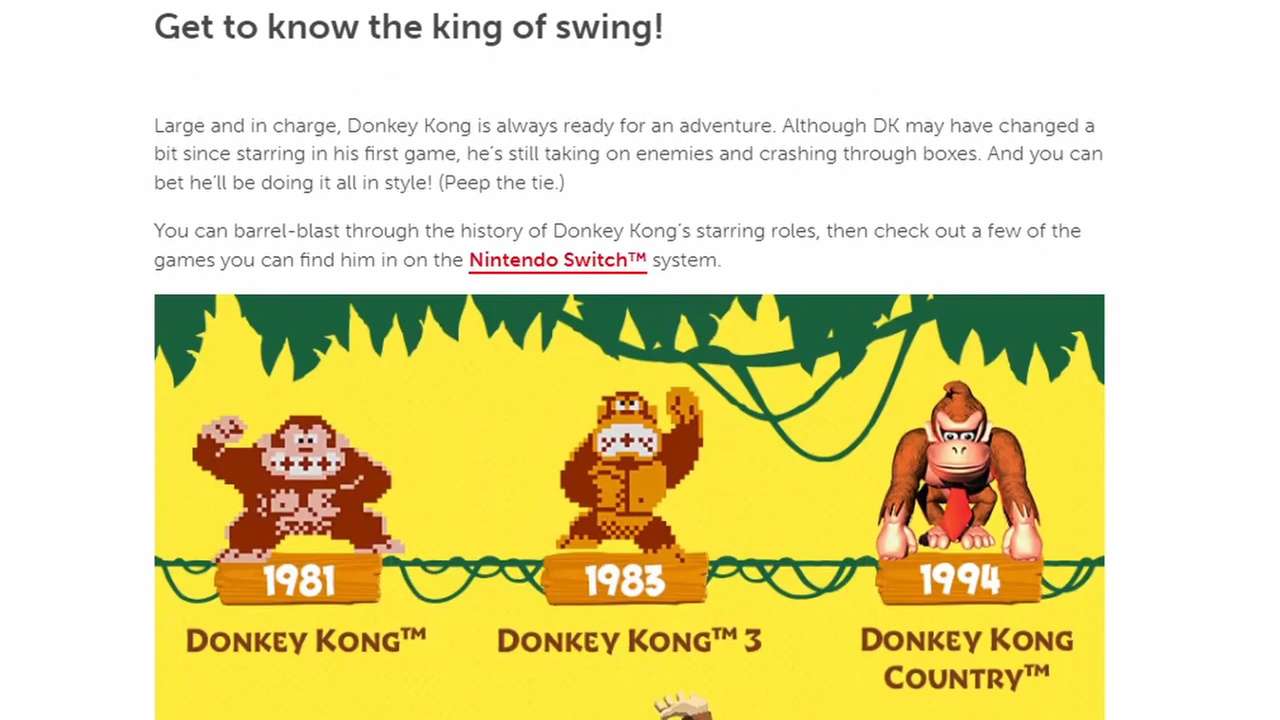 Get to know the king of swing!
Large and in charge, Donkey Kong is always ready for an adventure. Although DK may have changed a
bit since starring in his first game, he's still taking on enemies and crashing through boxes. And you can
bet he'll be doing it all in style! (Peep the tie.)
You can barrel-blast through the history of Donkey Kong's starring roles, then check out a few of the
games you can find him in on the Nintendo Switch™ system.
1981
1983
1994
DONKEY KONG™
DONKEY KONG™ 3
DONKEY KONG
COUNTRY™